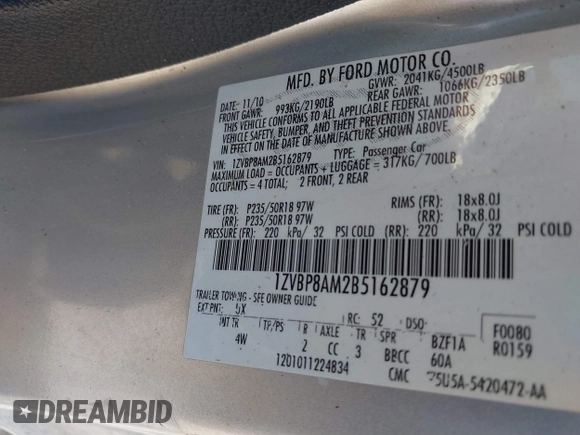 MFD. BY FORD MOTOR CO.
DATE: 11/10 GVWR: 2041KG/4500LB
FRONT GAWR: 993KG/2190LB REAR GAWR: 1066KG/2350LB
THIS VEHICLE CONFORMS TO ALL APPLICABLE FEDERAL MOTOR
VEHICLE SAFETY, BUMPER, AND THEFT PREVENTION STANDARDS
IN EFFECT ON THE DATE OF MANUFACTURE SHOWN ABOVE.
VIN: 1ZVBP8AM2B5162879 TYPE: Passenger Car
MAXIMUM LOAD = OCCUPANTS + LUGGAGE = 317KG/700LB
OCCUPANTS = 4 TOTAL; 2 FRONT, 2 REAR
TIRE (FR): P235/50R18 97W RIMS (FR): 18x8.0J
(RR): P235/50R18 97W (RR): 18x8.0J
PRESSURE (FR): 220 kPa/ 32 PSI COLD (RR): 220 kPa/ 32 PSI COLD
1ZVBP8AM2B5162879
TRAILER TOWING - SEE OWNER GUIDE
EXT PNT: UX RC: 52 DSO: F0080
INT TR TP/PS R AXLE TR SPR BZF1A R0159
4W 2 CC 3 BBCC 60A
1201011224834 CMC 75U5A-5420472-AA
DREAMBID